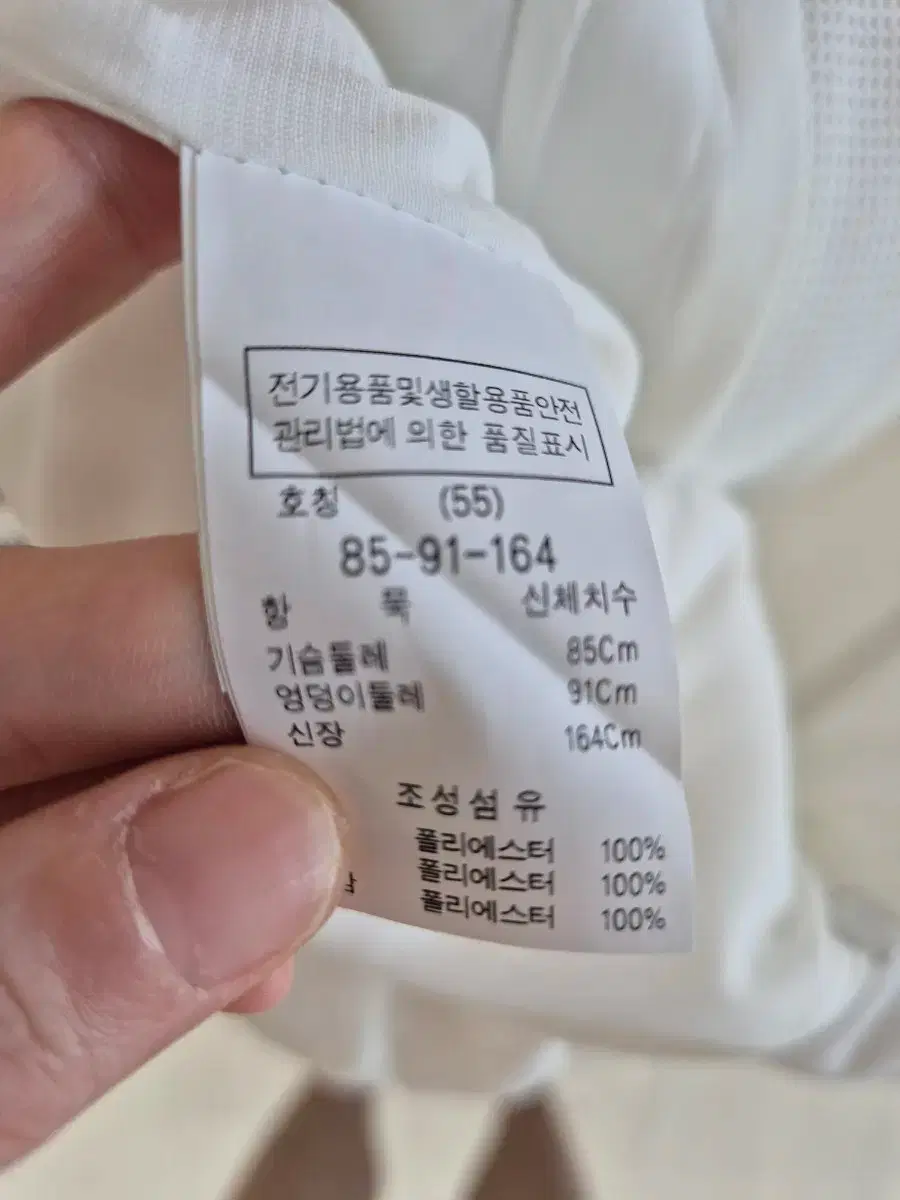 전기용품및생활용품안전
관리법에 의한 품질표시
호칭 (55)
85-91-164
항 목 신체치수
기슴둘레 85Cm
엉덩이둘레 91Cm
신장 164Cm
조성섬유
폴리에스터 100%
폴리에스터 100%
폴리에스터 100%